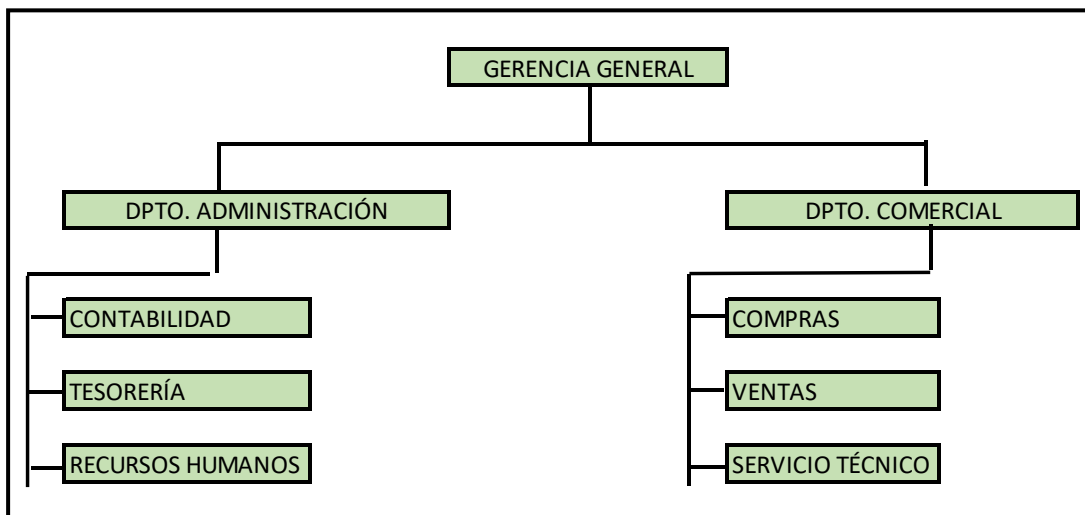 GERENCIA GENERAL
DPTO. ADMINISTRACIÓN
DPTO. COMERCIAL
CONTABILIDAD
COMPRAS
TESORERÍA
VENTAS
RECURSOS HUMANOS
SERVICIO TÉCNICO